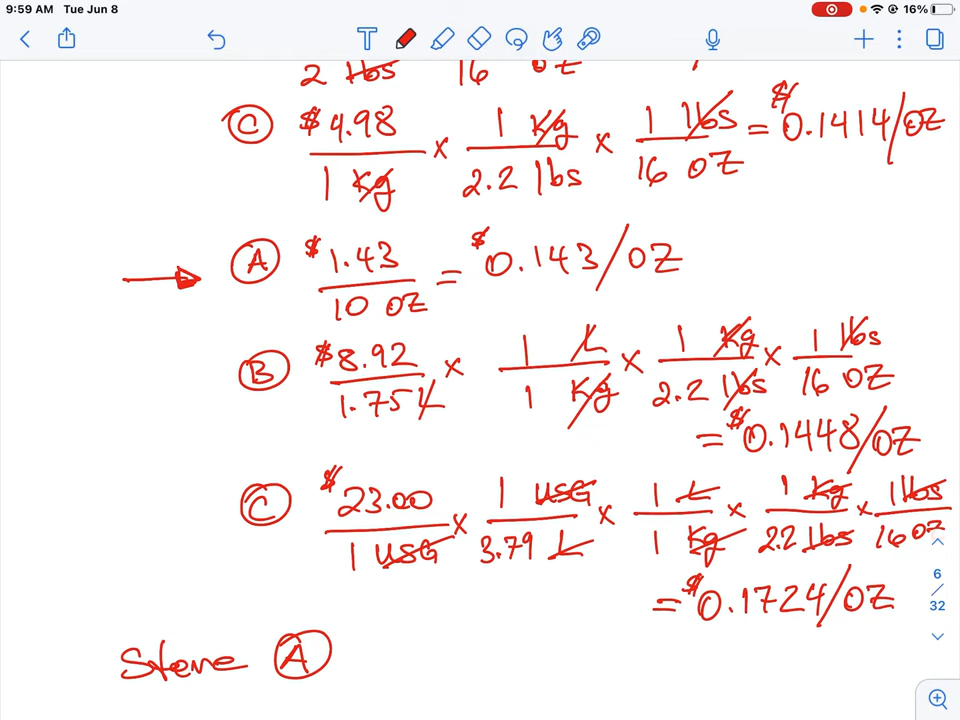 9:59 AM Tue Jun 8 16%
T
2 lbs 16 OZ
C $4.98 / 1 Kg x 1 Kg / 2.2 lbs x 1 lbs / 16 OZ = $0.1414/OZ
A $1.43 / 10 OZ = $0.143/OZ
B $8.92 / 1.75 L x 1 L / 1 Kg x 1 Kg / 2.2 lbs x 1 lbs / 16 OZ
= $0.1448/OZ
C $23.00 / 1 USG x 1 USG / 3.79 L x 1 L / 1 Kg x 1 Kg / 2.2 lbs x 1 lbs / 16 OZ
= $0.1724/OZ
6 / 32
A